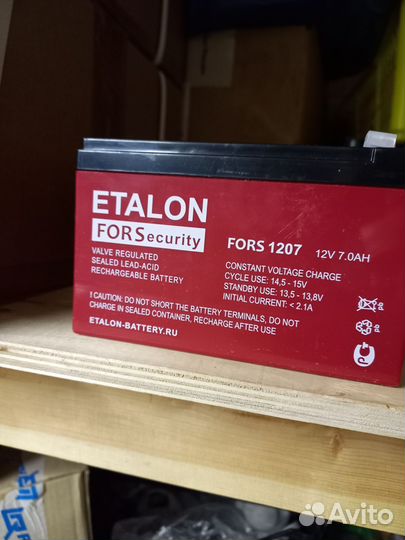 ETALON
FORSecurity
VALVE REGULATED
SEALED LEAD-ACID
RECHARGEABLE BATTERY
FORS 1207 12V 7.0AH
CONSTANT VOLTAGE CHARGE
CYCLE USE: 14,5 - 15V
STANDBY USE: 13,5 - 13,8V
INITIAL CURRENT: < 2.1A
! CAUTION: DO NOT SHORT THE BATTERY TERMINALS, DO NOT
CHARGE IN SEALED CONTAINER, RECHARGE AFTER USE
ETALON-BATTERY.RU
Avito